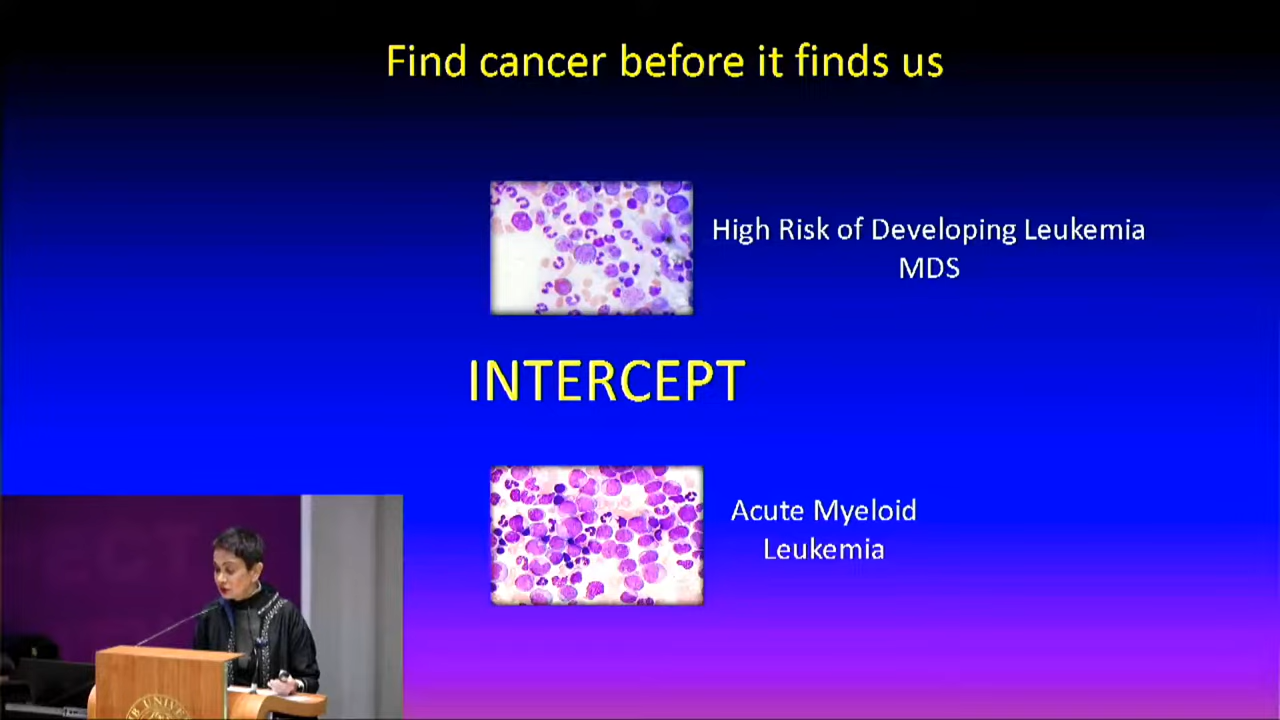 Find cancer before it finds us
High Risk of Developing Leukemia
MDS
INTERCEPT
Acute Myeloid
Leukemia